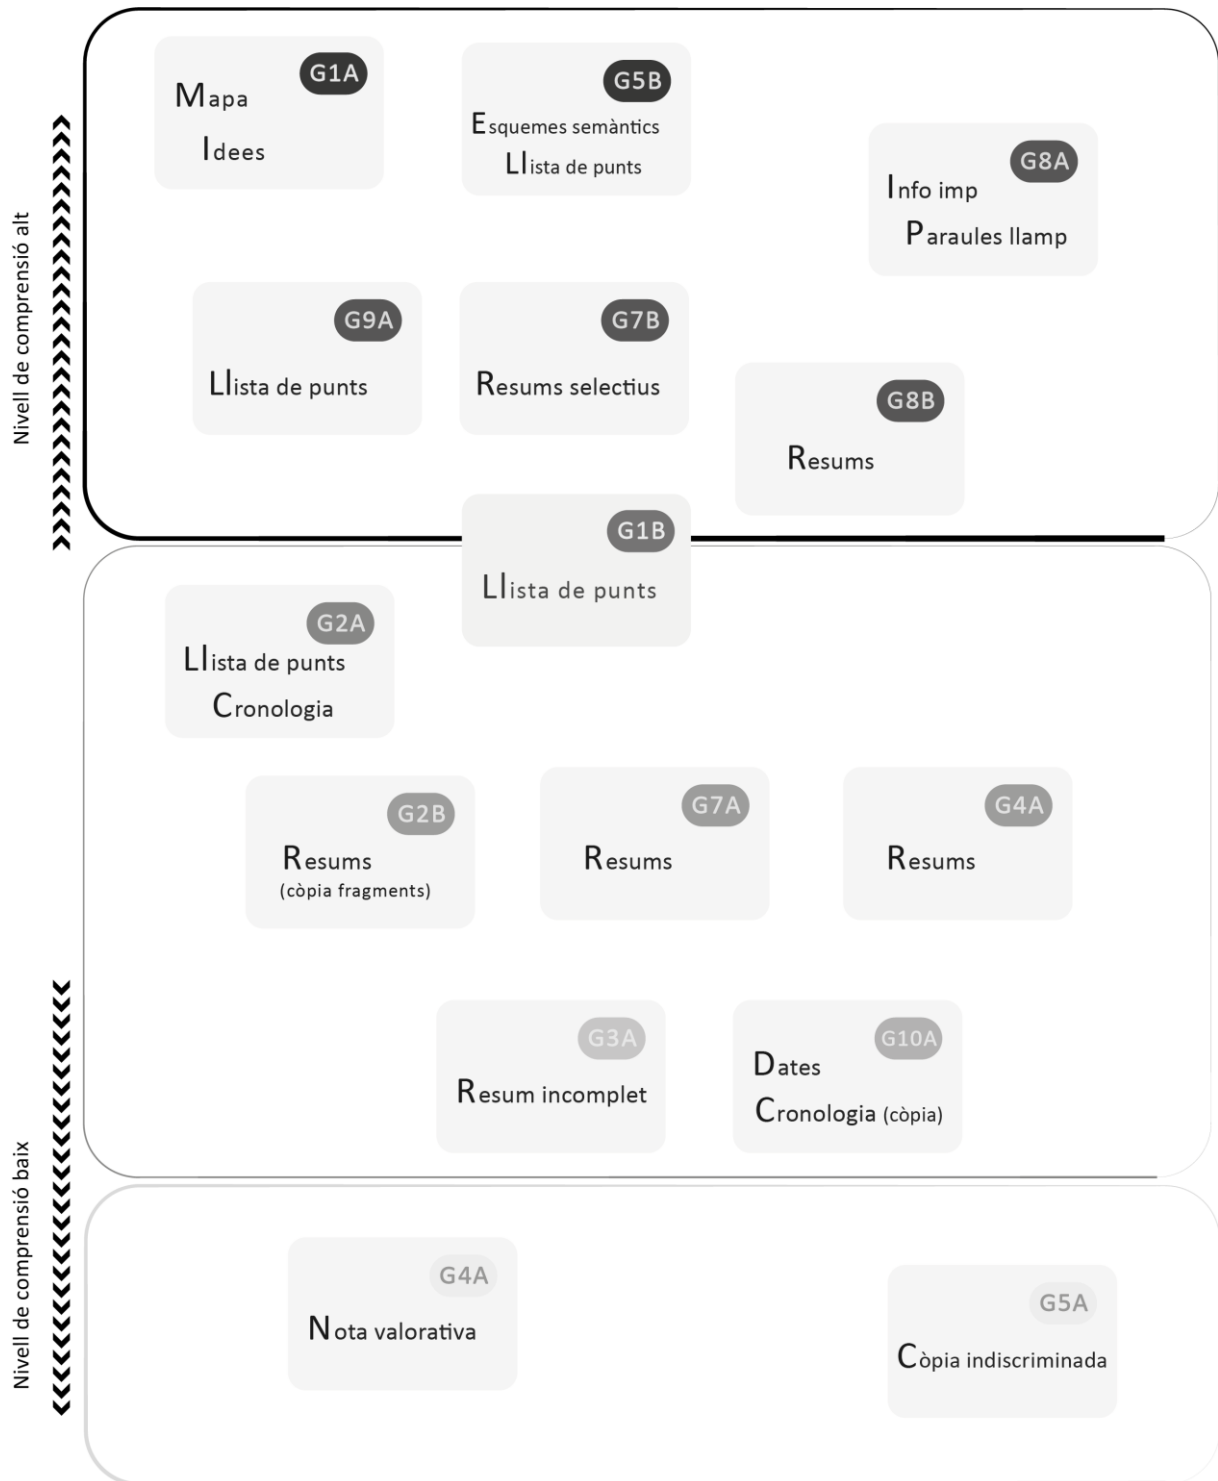 Nivell de comprensió alt
G1A
Mapa
Idees
G5B
Esquemes semàntics
Llista de punts
G8A
Info imp
Paraules llamp
G9A
Llista de punts
G7B
Resums selectius
G8B
Resums
G1B
Llista de punts
G2A
Llista de punts
Cronologia
G2B
Resums
(còpia fragments)
G7A
Resums
G4A
Resums
Nivell de comprensió baix
G3A
Resum incomplet
G10A
Dates
Cronologia (còpia)
G4A
Nota valorativa
G5A
Còpia indiscriminada